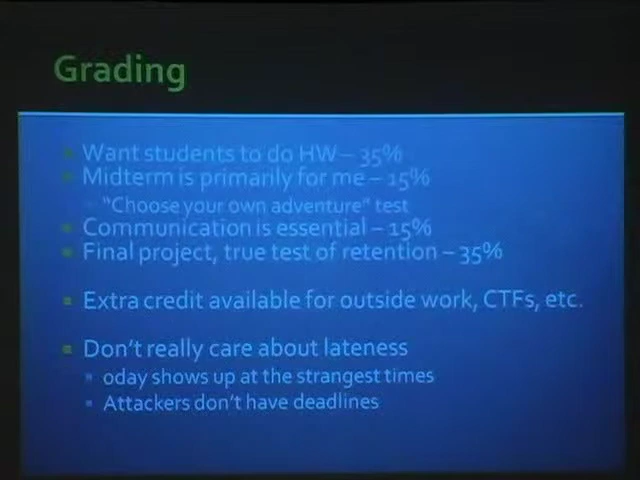 Grading
Want students to do HW – 35%
Midterm is primarily for me – 15%
"Choose your own adventure" test
Communication is essential – 15%
Final project, true test of retention – 35%
Extra credit available for outside work, CTFs, etc.
Don't really care about lateness
0day shows up at the strangest times
Attackers don't have deadlines